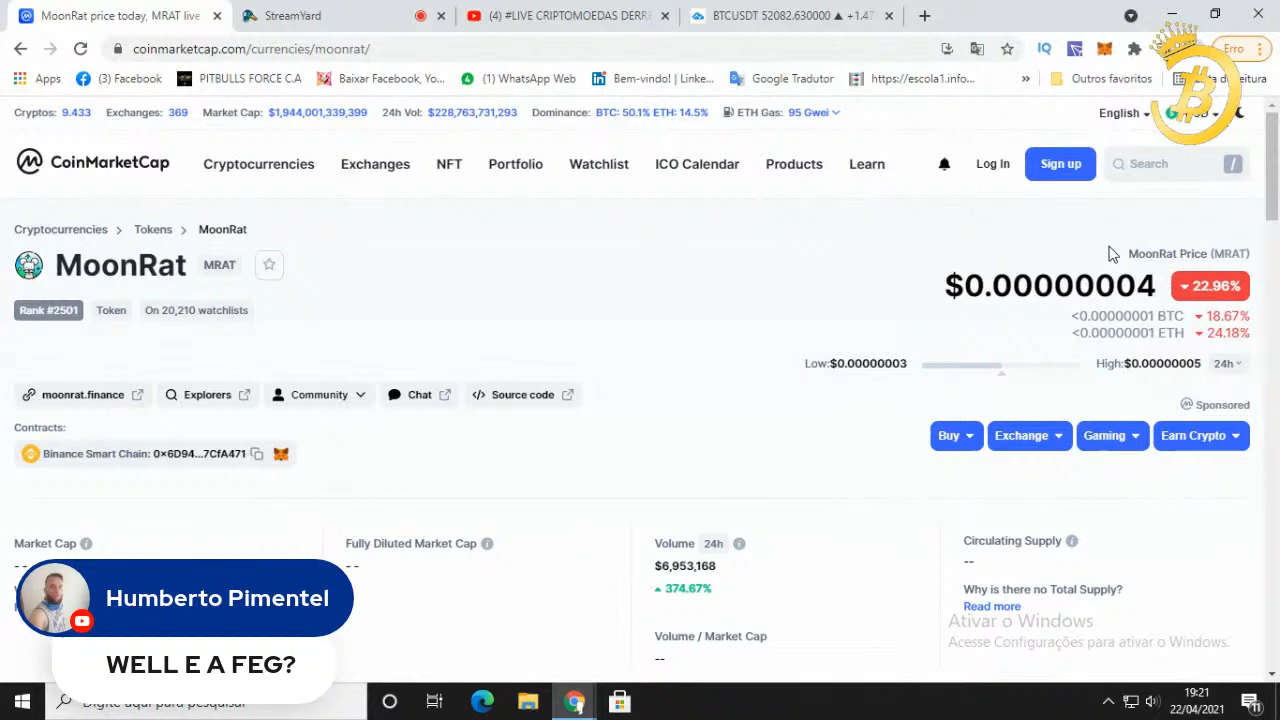 MoonRat price today, MRAT live
StreamYard
#LIVE CRIPTOMOEDAS DERR
BTCUSDT 52082.630000 ▲ +1.47
coinmarketcap.com/currencies/moonrat/
Erro
Apps
(3) Facebook
PITBULLS FORCE C.A
Baixar Facebook, Yo...
(1) WhatsApp Web
Bem-vindo! | Linke...
Google Tradutor
https://escola1.info...
»
Outros favoritos
de leitura
Cryptos: 9.433 Exchanges: 369 Market Cap: $1,944,001,339,399 24h Vol: $228,763,731,293 Dominance: BTC: 50.1% ETH: 14.5% ETH Gas: 95 Gwei
English
CoinMarketCap
Cryptocurrencies Exchanges NFT Portfolio Watchlist ICO Calendar Products Learn
Log In
Sign up
Search /
Cryptocurrencies > Tokens > MoonRat
MoonRat MRAT
Rank #2501 Token On 20,210 watchlists
MoonRat Price (MRAT)
$0.00000004 22.96%
<0.00000001 BTC 18.67%
<0.00000001 ETH 24.18%
Low:$0.00000003 High:$0.00000005 24h
moonrat.finance Explorers Community Chat Source code
Sponsored
Contracts:
Binance Smart Chain: 0x6D94...7CfA471
Buy Exchange Gaming Earn Crypto
Market Cap
--
Fully Diluted Market Cap
--
Volume 24h
$6,953,168
374.67%
Volume / Market Cap
--
Circulating Supply
--
Why is there no Total Supply?
Read more
Ativar o Windows
Acesse Configurações para ativar o Windows.
Humberto Pimentel
WELL E A FEG?
Digite aqui para pesquisar
19:21
22/04/2021
11